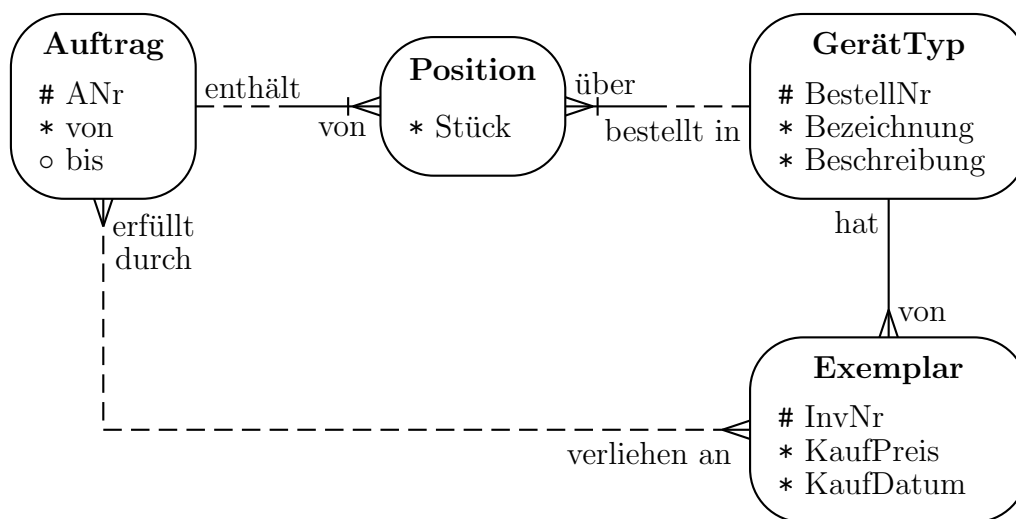 Auftrag
# ANr
* von
○ bis
enthält
von
Position
* Stück
über
bestellt in
GerätTyp
# BestellNr
* Bezeichnung
* Beschreibung
erfüllt
durch
hat
von
verliehen an
Exemplar
# InvNr
* KaufPreis
* KaufDatum